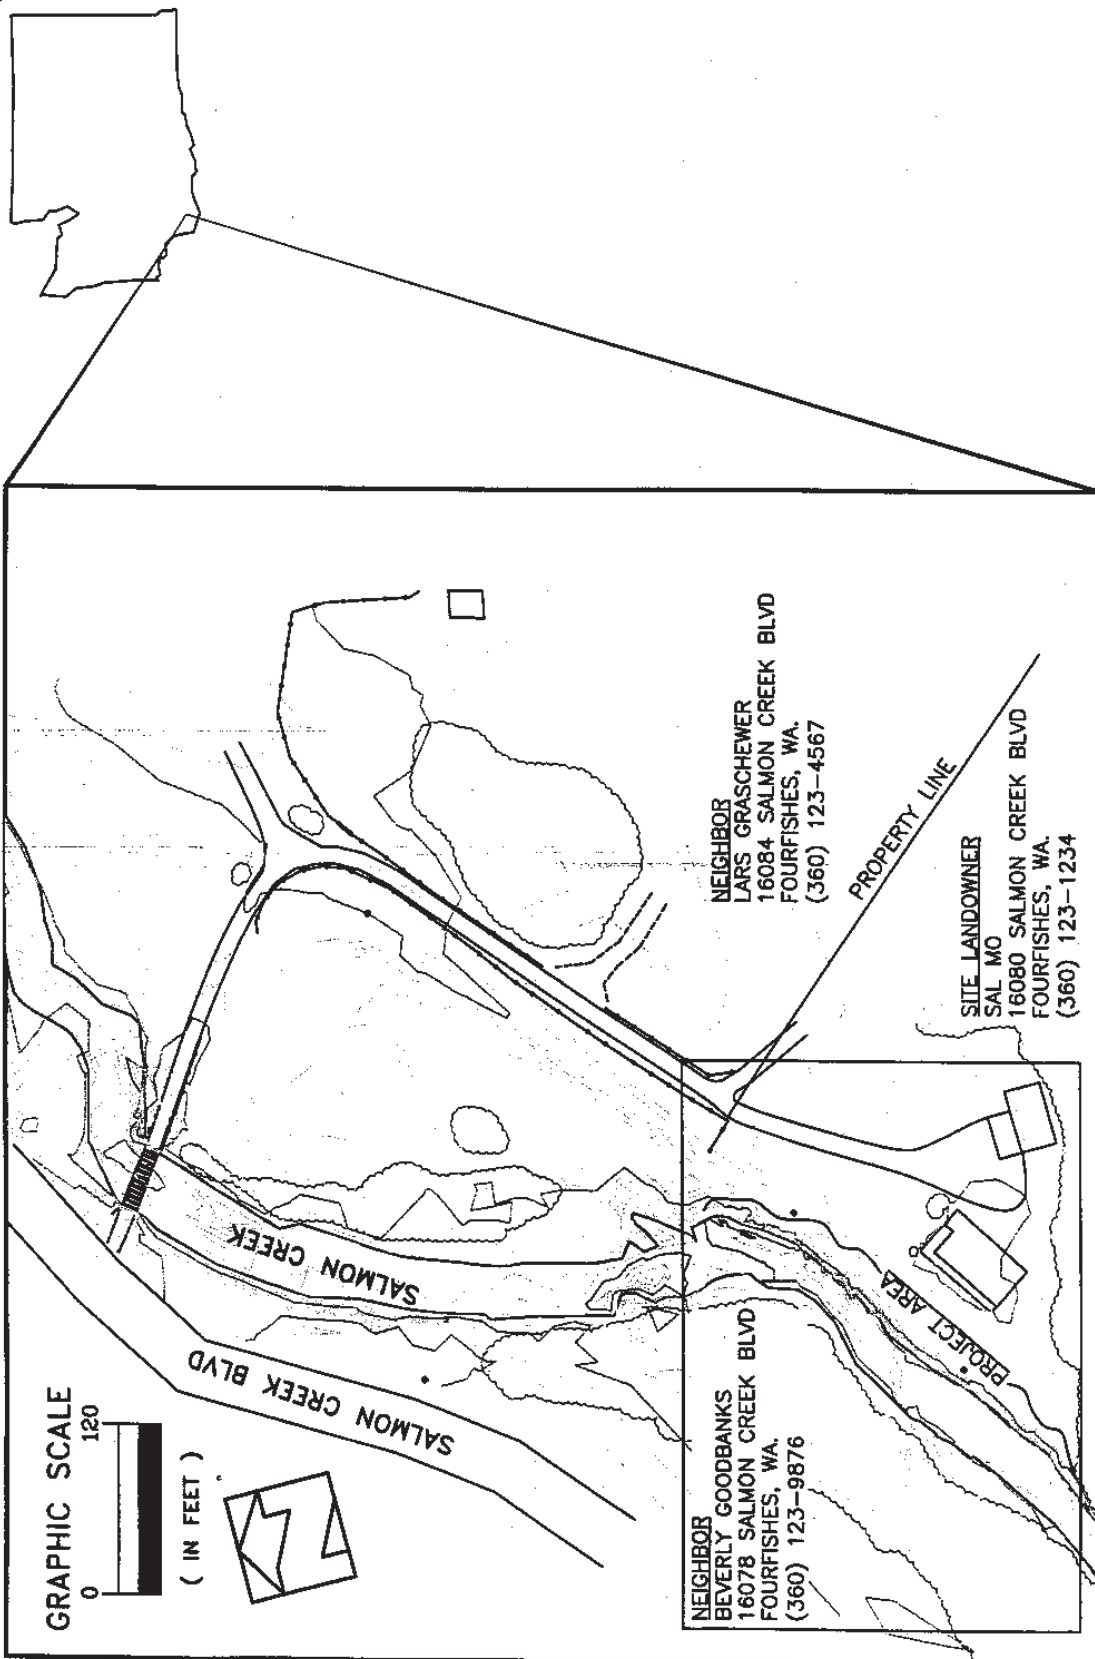 GRAPHIC SCALE
0 120
( IN FEET )
SALMON CREEK BLVD
SALMON CREEK
NEIGHBOR
LARS GRASCHEWER
16084 SALMON CREEK BLVD
FOURFISHES, WA.
(360) 123-4567
PROPERTY LINE
NEIGHBOR
BEVERLY GOODBANKS
16078 SALMON CREEK BLVD
FOURFISHES, WA.
(360) 123-9876
PROJECT AREA
SITE LANDOWNER
SAL MO
16080 SALMON CREEK BLVD
FOURFISHES, WA.
(360) 123-1234